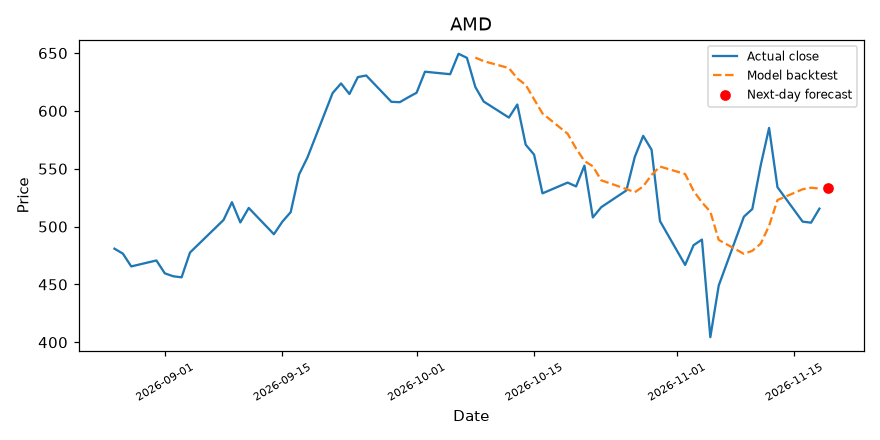 AMD
Actual close
Model backtest
Next-day forecast
650
600
550
500
450
400
Price
2026-09-01
2026-09-15
2026-10-01
2026-10-15
2026-11-01
2026-11-15
Date